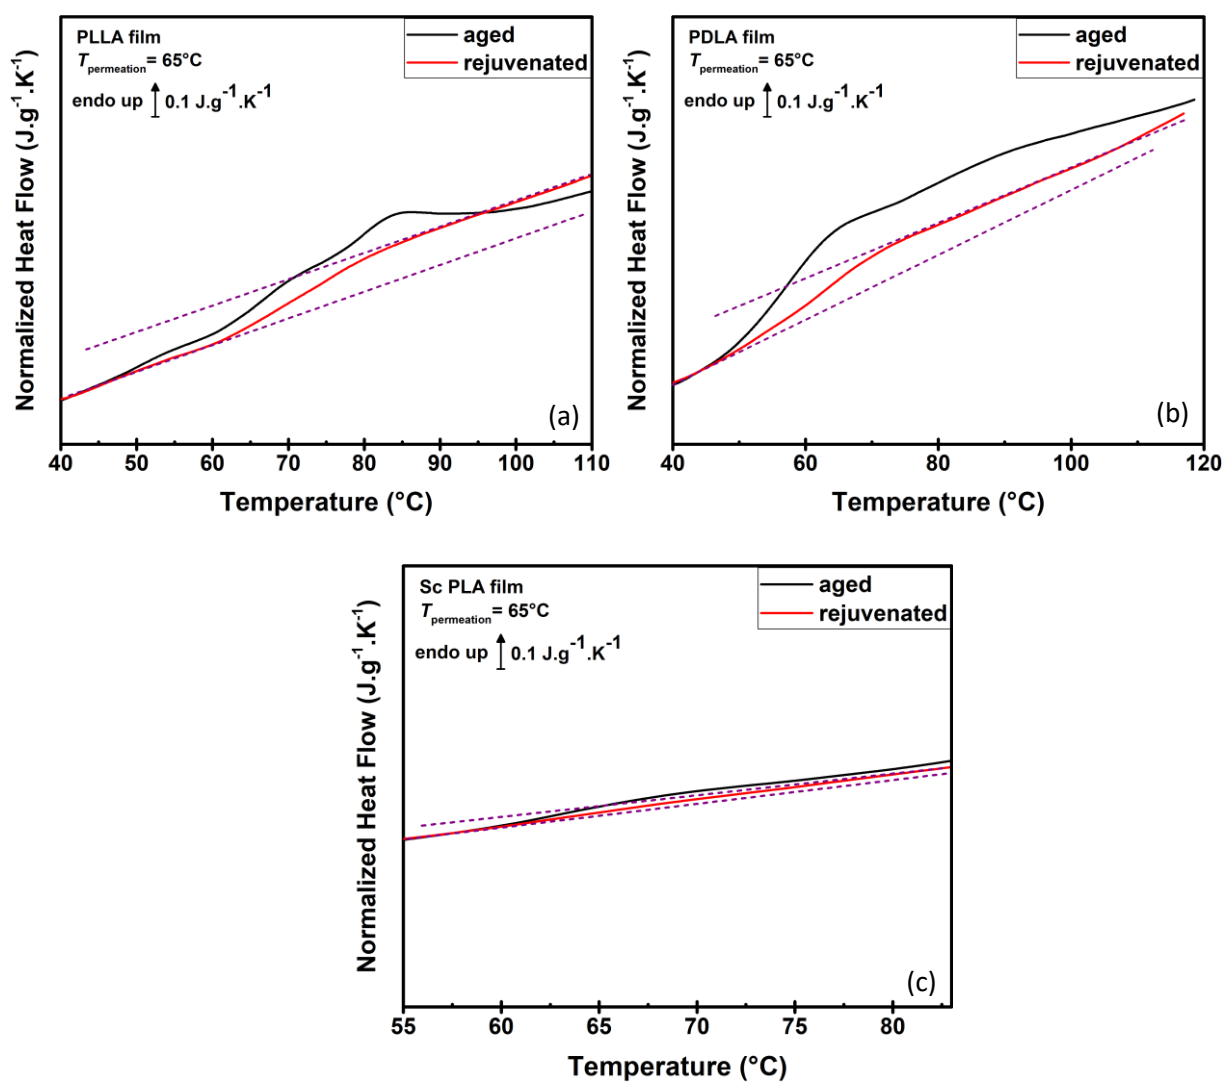 PLLA film
T permeation = 65°C
endo up 0.1 J.g-1.K-1
aged
rejuvenated
Normalized Heat Flow (J.g-1.K-1)
(a)
40 50 60 70 80 90 100 110
Temperature (°C)
PDLA film
T permeation = 65°C
endo up 0.1 J.g-1.K-1
aged
rejuvenated
Normalized Heat Flow (J.g-1.K-1)
(b)
40 60 80 100 120
Temperature (°C)
Sc PLA film
T permeation = 65°C
endo up 0.1 J.g-1.K-1
aged
rejuvenated
Normalized Heat Flow (J.g-1.K-1)
(c)
55 60 65 70 75 80
Temperature (°C)